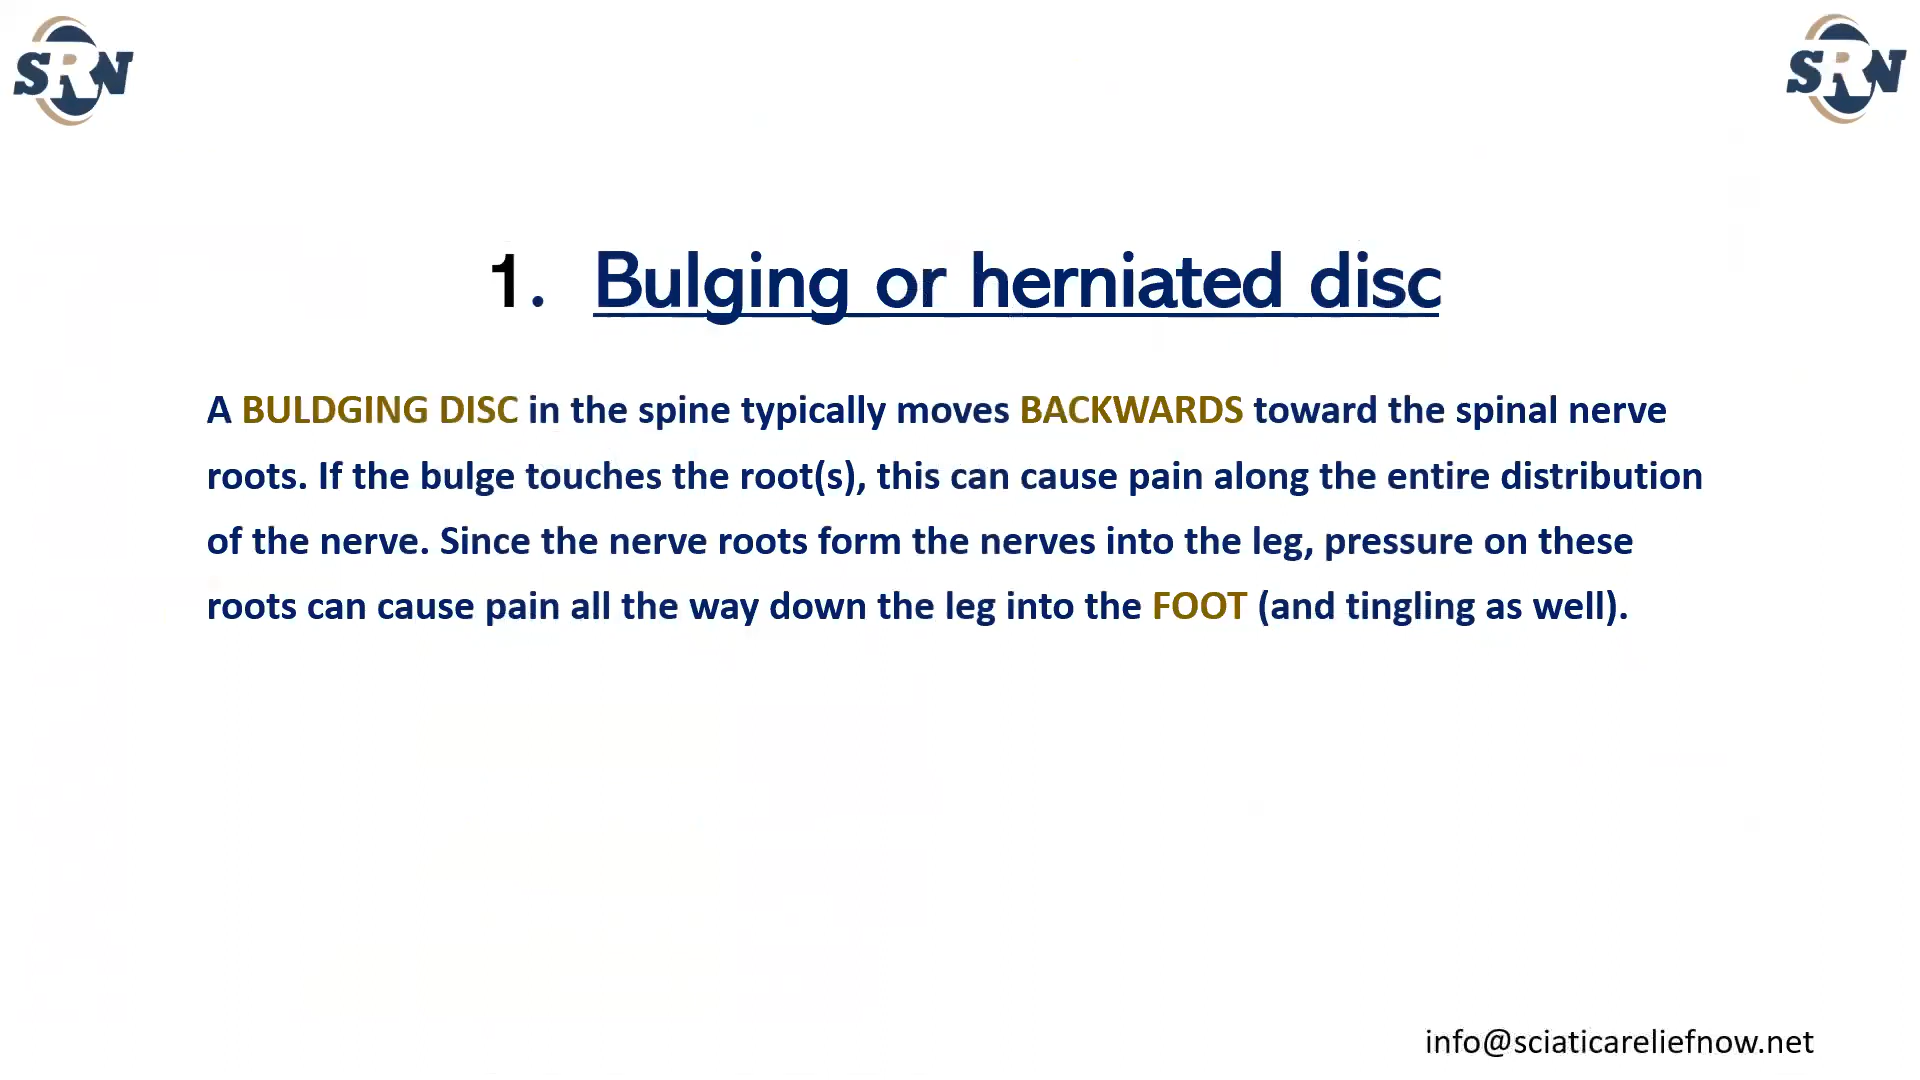 SRN
SRN
1. Bulging or herniated disc
A BULDGING DISC in the spine typically moves BACKWARDS toward the spinal nerve
roots. If the bulge touches the root(s), this can cause pain along the entire distribution
of the nerve. Since the nerve roots form the nerves into the leg, pressure on these
roots can cause pain all the way down the leg into the FOOT (and tingling as well).
info@sciaticareliefnow.net